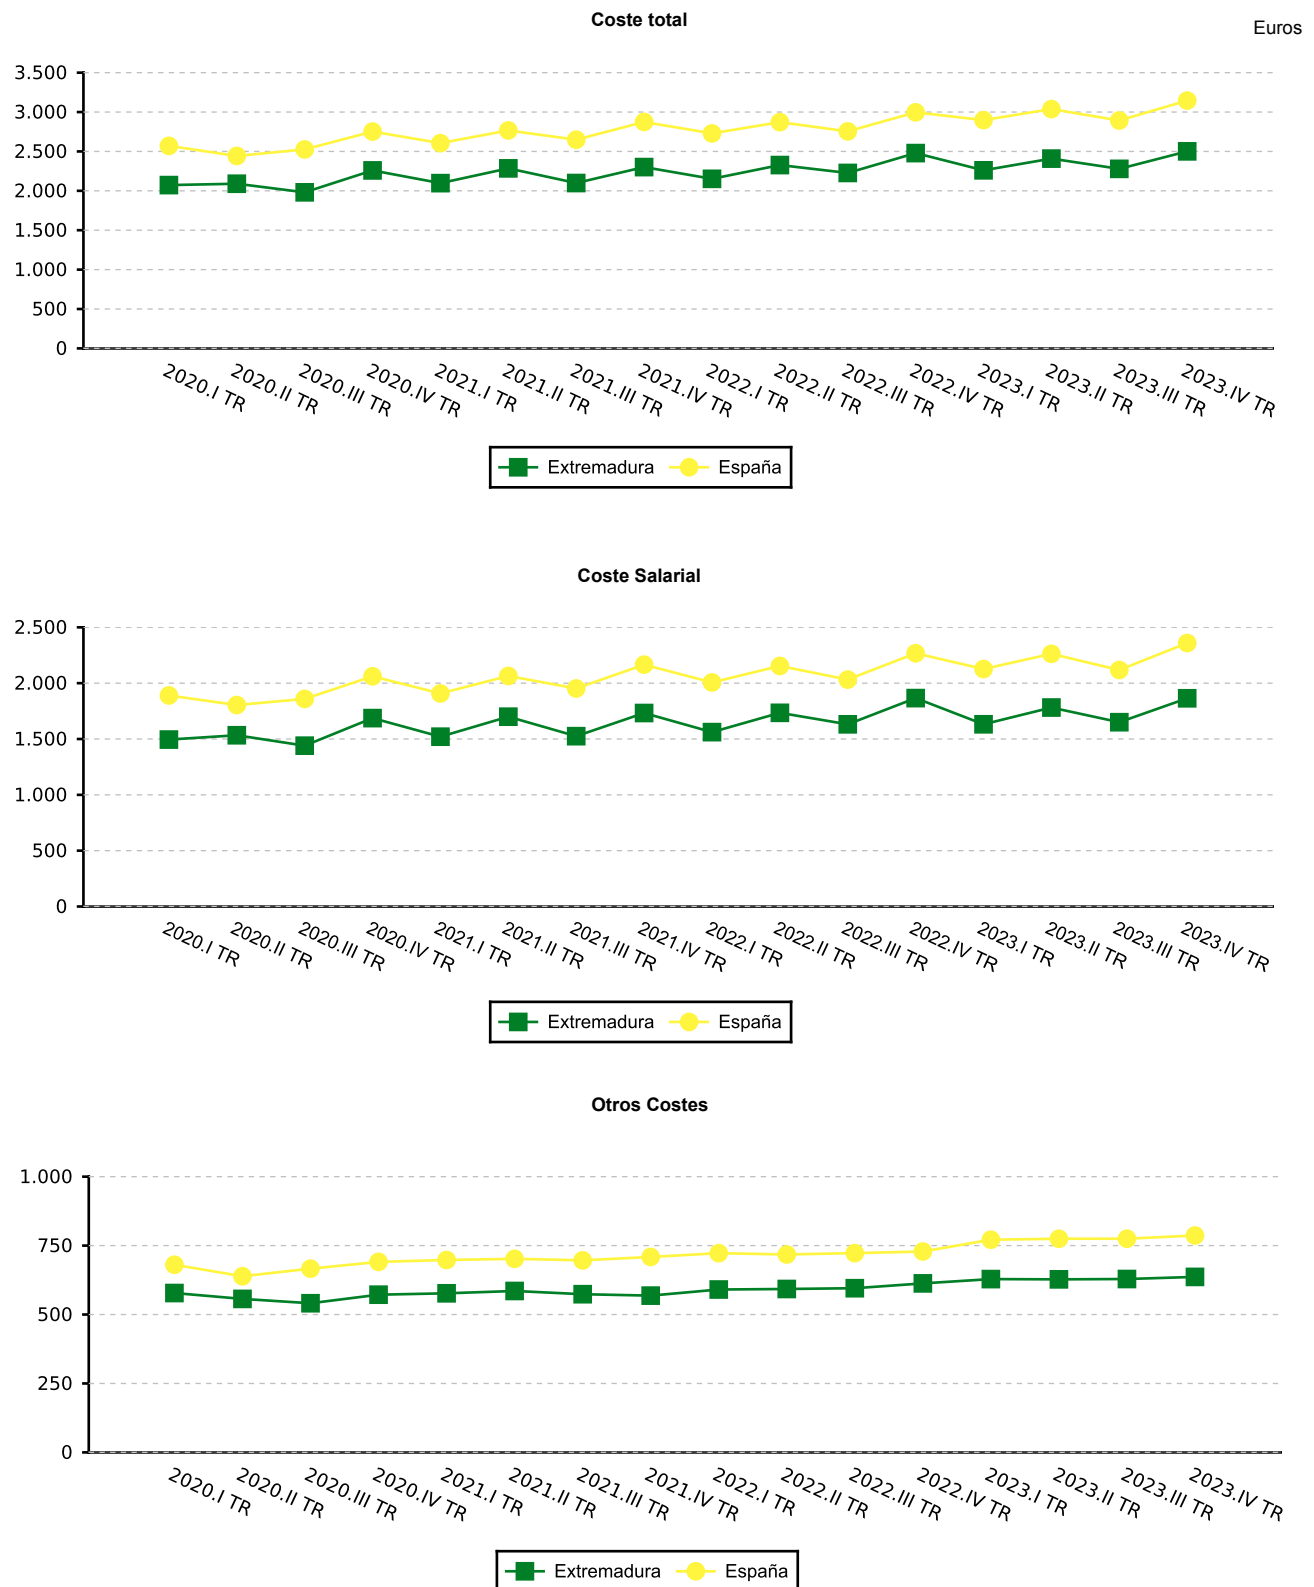 Coste total
Euros
3.500
3.000
2.500
2.000
1.500
1.000
500
0
2020.I TR
2020.II TR
2020.III TR
2020.IV TR
2021.I TR
2021.II TR
2021.III TR
2021.IV TR
2022.I TR
2022.II TR
2022.III TR
2022.IV TR
2023.I TR
2023.II TR
2023.III TR
2023.IV TR
Extremadura España
Coste Salarial
2.500
2.000
1.500
1.000
500
0
2020.I TR
2020.II TR
2020.III TR
2020.IV TR
2021.I TR
2021.II TR
2021.III TR
2021.IV TR
2022.I TR
2022.II TR
2022.III TR
2022.IV TR
2023.I TR
2023.II TR
2023.III TR
2023.IV TR
Extremadura España
Otros Costes
1.000
750
500
250
0
2020.I TR
2020.II TR
2020.III TR
2020.IV TR
2021.I TR
2021.II TR
2021.III TR
2021.IV TR
2022.I TR
2022.II TR
2022.III TR
2022.IV TR
2023.I TR
2023.II TR
2023.III TR
2023.IV TR
Extremadura España